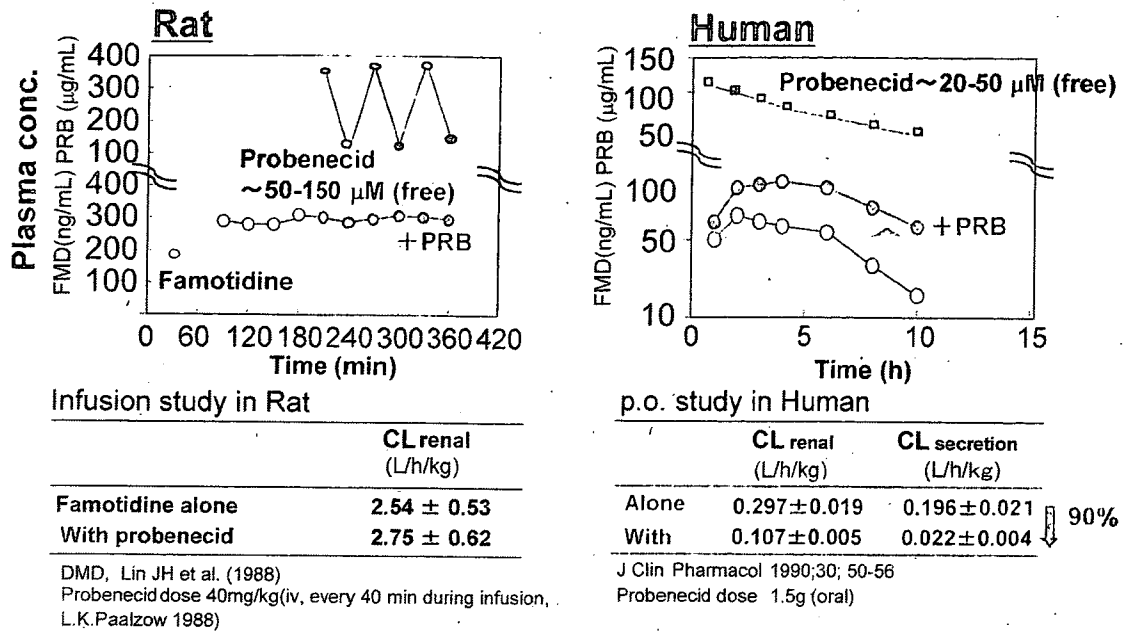 Rat
Plasma conc.
FMD(ng/mL) PRB (µg/mL)
400
300
200
100
400
300
200
100
Probenecid
~50-150 µM (free)
+PRB
Famotidine
0 60 120 180 240 300 360 420
Time (min)
Infusion study in Rat
CL renal
(L/h/kg)
Famotidine alone 2.54 ± 0.53
With probenecid 2.75 ± 0.62
DMD, Lin JH et al. (1988)
Probenecid dose 40mg/kg(iv, every 40 min during infusion,
L.K.Paalzow 1988)
Human
FMD(ng/mL) PRB (µg/mL)
150
100
50
100
50
10
Probenecid~20-50 µM (free)
+PRB
0 5 10 15
Time (h)
p.o. study in Human
CL renal CL secretion
(L/h/kg) (L/h/kg)
Alone 0.297±0.019 0.196±0.021
With 0.107±0.005 0.022±0.004
90%
J Clin Pharmacol 1990;30; 50-56
Probenecid dose 1.5g (oral)